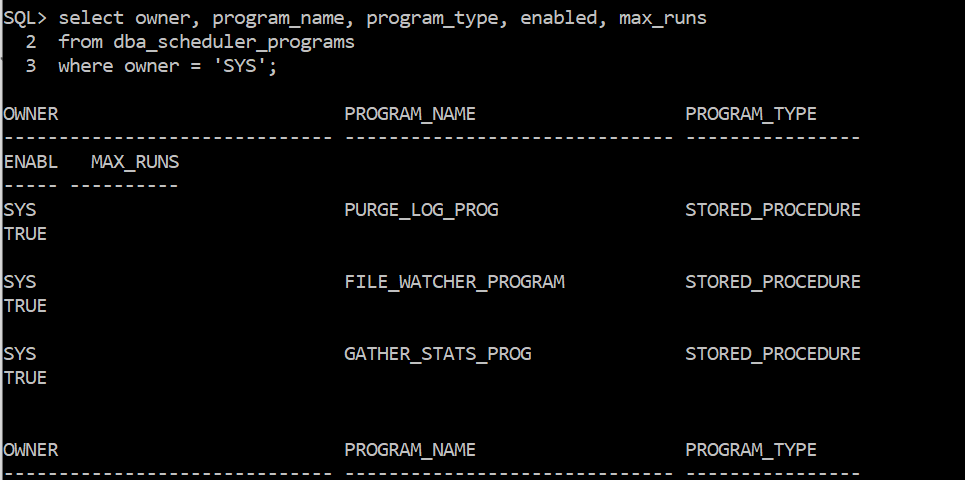 SQL> select owner, program_name, program_type, enabled, max_runs
  2  from dba_scheduler_programs
  3  where owner = 'SYS';
OWNER                          PROGRAM_NAME                   PROGRAM_TYPE
------------------------------ ------------------------------ ----------------
ENABL   MAX_RUNS
----- ----------
SYS                            PURGE_LOG_PROG                 STORED_PROCEDURE
TRUE
SYS                            FILE_WATCHER_PROGRAM           STORED_PROCEDURE
TRUE
SYS                            GATHER_STATS_PROG              STORED_PROCEDURE
TRUE
OWNER                          PROGRAM_NAME                   PROGRAM_TYPE
------------------------------ ------------------------------ ----------------